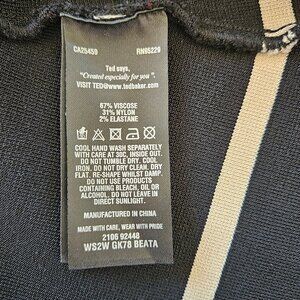 CA25459 RN95229
Ted says,
"Created especially for you".
VISIT TED@www.tedbaker.com
67% VISCOSE
31% NYLON
2% ELASTANE
COOL HAND WASH SEPARATELY
WITH CARE AT 30C, INSIDE OUT.
DO NOT TUMBLE DRY. COOL
IRON. DO NOT DRY CLEAN. DRY
FLAT. RE-SHAPE WHILST DAMP.
DO NOT USE PRODUCTS
CONTAINING BLEACH, OIL OR
ALCOHOL. DO NOT LEAVE IN
DIRECT SUNLIGHT.
MANUFACTURED IN CHINA
MADE WITH CARE, WEAR WITH PRIDE
2106 92448
WS2W GK78 BEATA